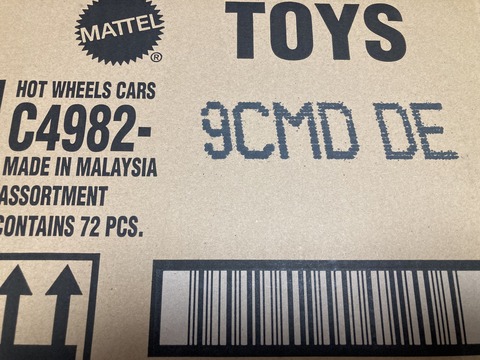 MATTEL
®
TOYS
HOT WHEELS CARS
C4982-
9CMD DE
MADE IN MALAYSIA
ASSORTMENT
CONTAINS 72 PCS.